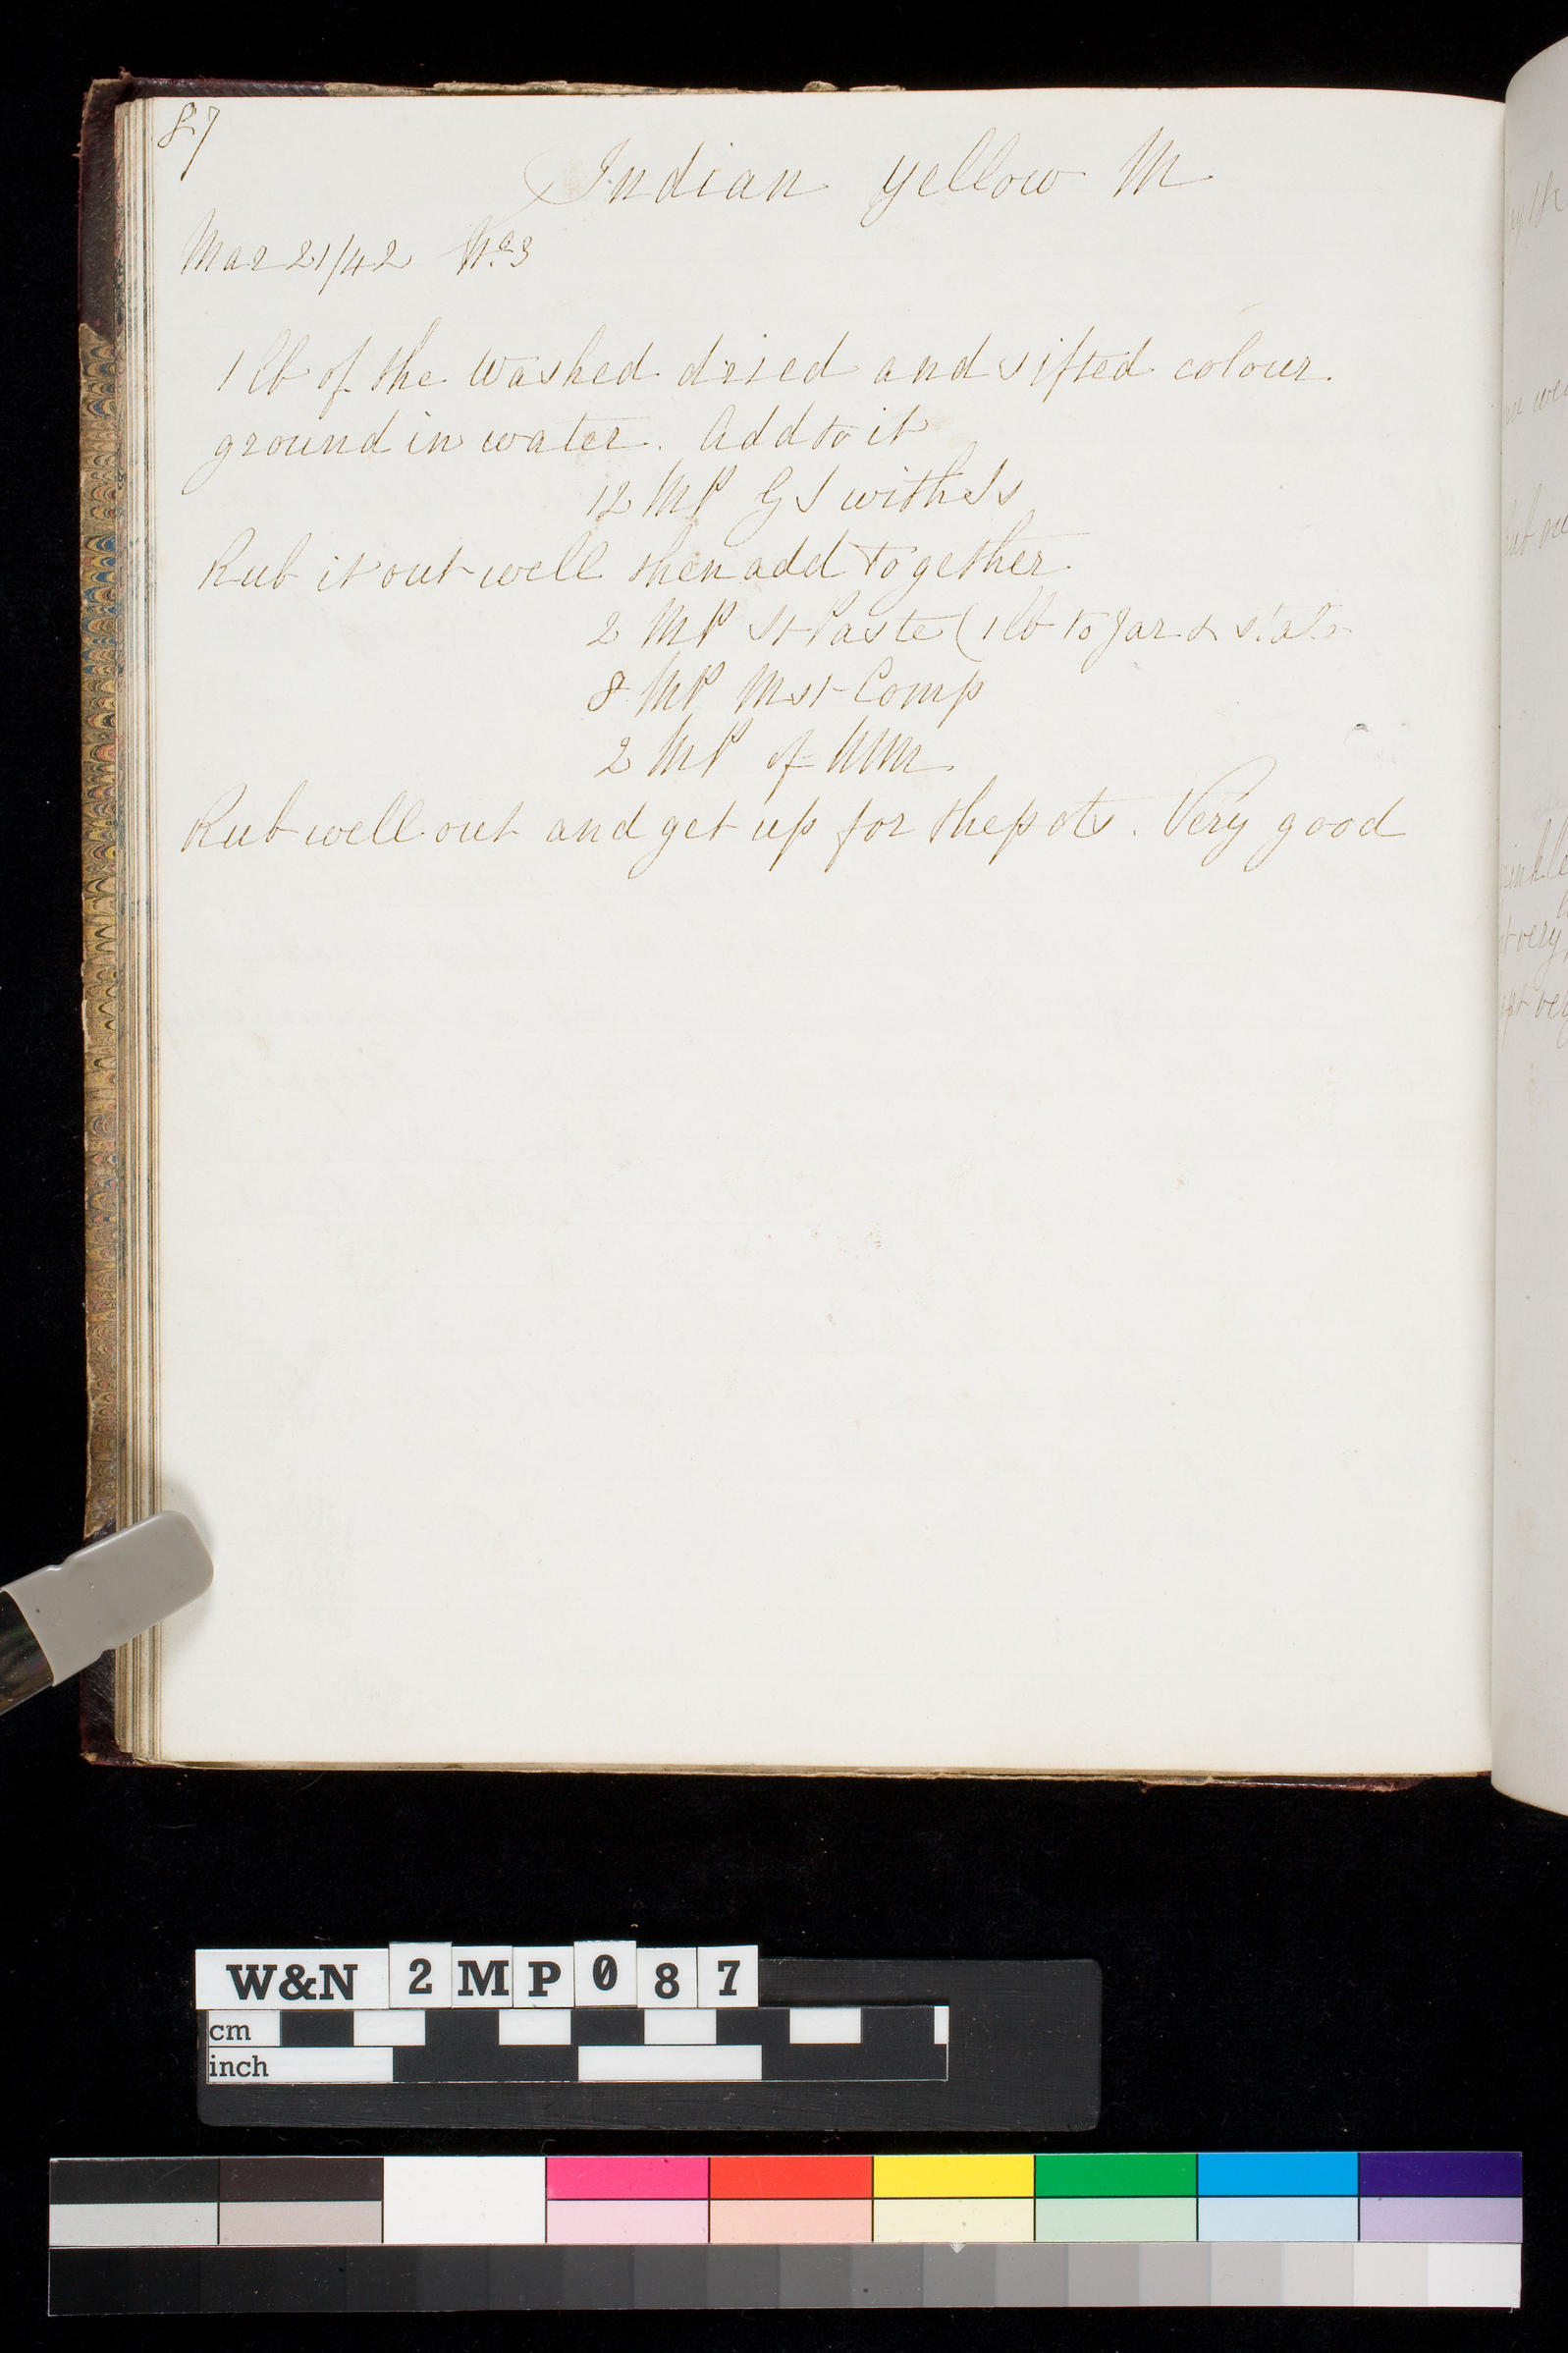 87
Indian yellow M
Mar 21/42 No. 3
1 lb of the washed dried and sifted colour.
ground in water. Add to it
12 MP G S with Is
Rub it out well then add together
2 MP St Paste (1 lb to Jar &
8 MP Mst Comp
2 MP of MM
Rub well out and get up for the pots. Very good
rinkle
very
W&N 2MP087
cm
inch